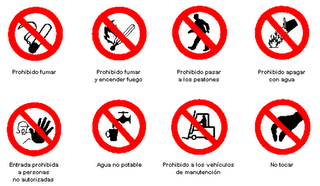 Prohibido fumar
Prohibido fumar
y encender fuego
Prohibido pasar
a los peatones
Prohibido apagar
con agua
Entrada prohibida
a personas
no autorizadas
Agua no potable
Prohibido a los vehículos
de manutención
No tocar